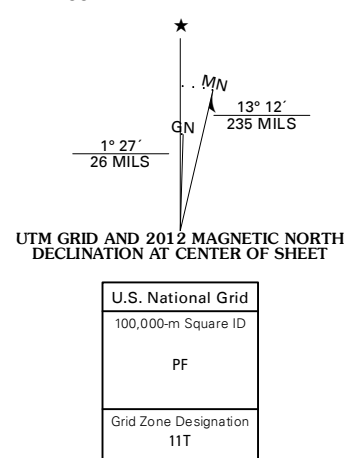 ★
MN
13° 12´
235 MILS
GN
1° 27´
26 MILS
UTM GRID AND 2012 MAGNETIC NORTH
DECLINATION AT CENTER OF SHEET
U.S. National Grid
100,000-m Square ID
PF
Grid Zone Designation
11T